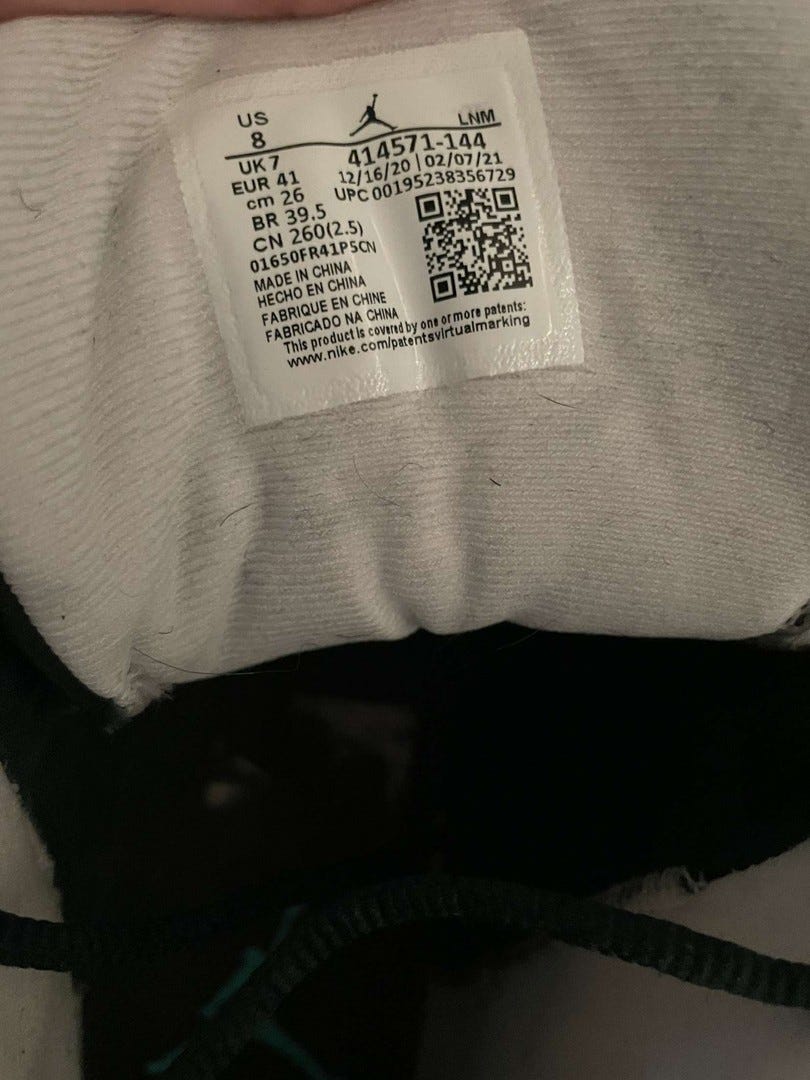 US
8
LNM
UK 7
414571-144
EUR 41
12/16/20 | 02/07/21
cm 26
UPC 00195238356729
BR 39.5
CN 260(2.5)
01650FR41P5CN
MADE IN CHINA
HECHO EN CHINA
FABRIQUE EN CHINE
FABRICADO NA CHINA
This product is covered by one or more patents:
www.nike.com/patentsvirtualmarking